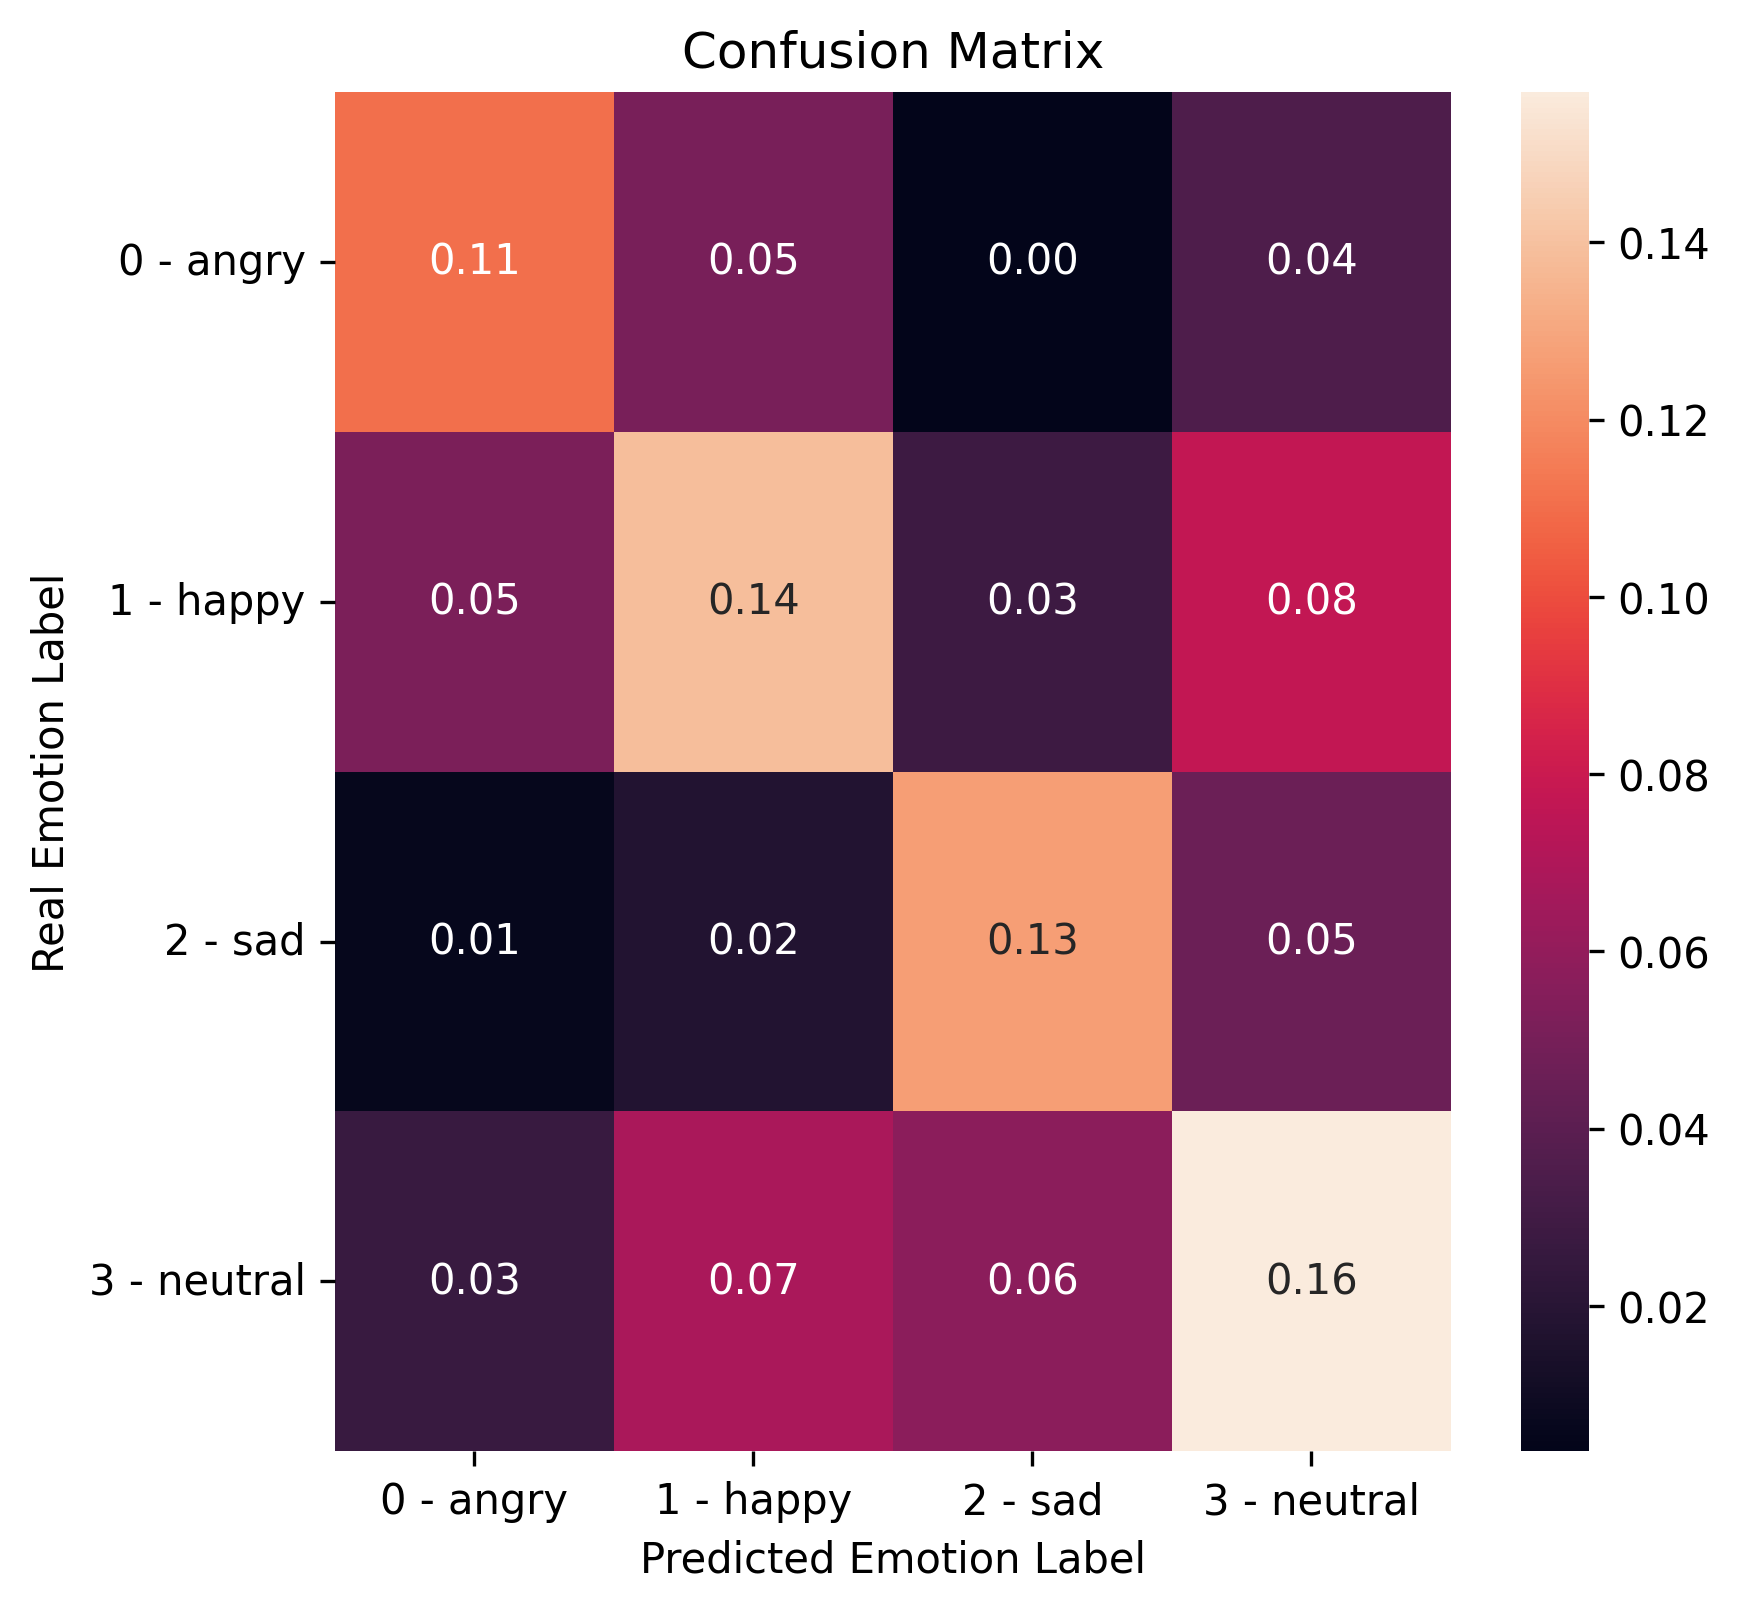 Confusion Matrix
Real Emotion Label
0 - angry 0.11 0.05 0.00 0.04
1 - happy 0.05 0.14 0.03 0.08
2 - sad 0.01 0.02 0.13 0.05
3 - neutral 0.03 0.07 0.06 0.16
0 - angry 1 - happy 2 - sad 3 - neutral
Predicted Emotion Label
0.14
0.12
0.10
0.08
0.06
0.04
0.02